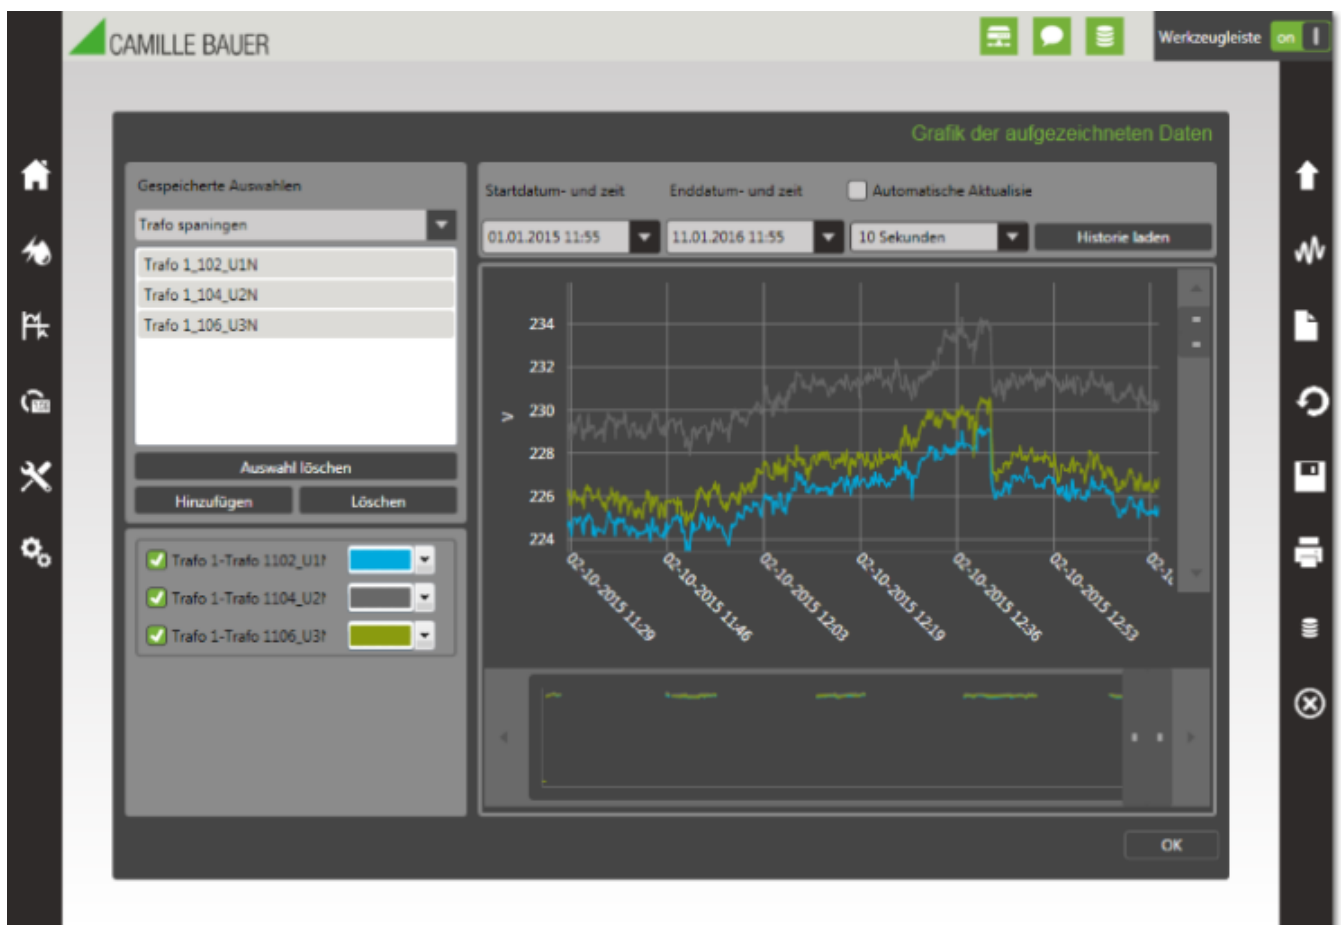 CAMILLE BAUER
Werkzeugleiste on
Grafik der aufgezeichneten Daten
Gespeicherte Auswahlen
Trafo spaningen
Trafo 1_102_U1N
Trafo 1_104_U2N
Trafo 1_106_U3N
Auswahl löschen
Hinzufügen Löschen
Trafo 1-Trafo 1102_U1
Trafo 1-Trafo 1104_U2
Trafo 1-Trafo 1106_U3
Startdatum- und zeit Enddatum- und zeit Automatische Aktualisie
01.01.2015 11:55 11.01.2016 11:55 10 Sekunden Historie laden
234
232
230
228
226
224
V
02-10-2015 11:29
02-10-2015 11:46
02-10-2015 12:03
02-10-2015 12:19
02-10-2015 12:36
02-10-2015 12:53
02-1
OK